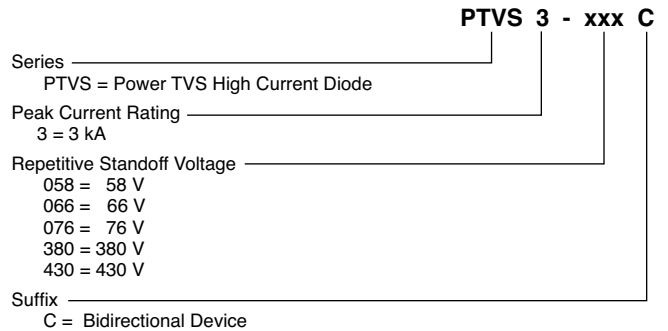 PTVS 3 - xxx C
Series
PTVS = Power TVS High Current Diode
Peak Current Rating
3 = 3 kA
Repetitive Standoff Voltage
058 = 58 V
066 = 66 V
076 = 76 V
380 = 380 V
430 = 430 V
Suffix
C = Bidirectional Device